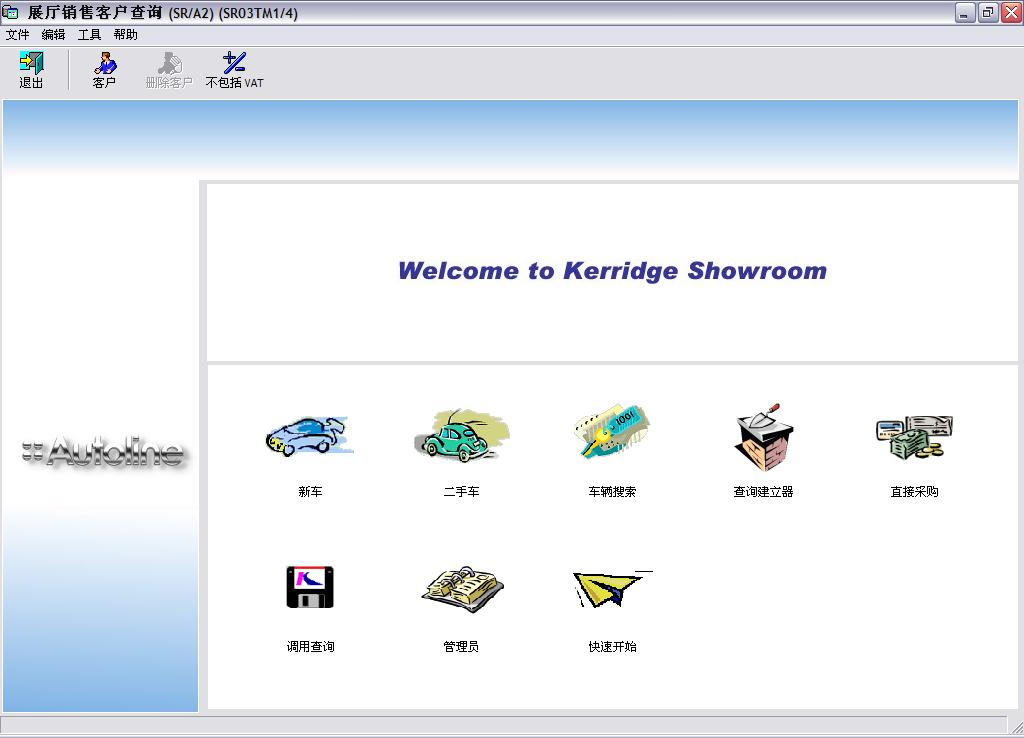 展厅销售客户查询 (SR/A2) (SR03TM1/4)
文件 编辑 工具 帮助
退出 客户 删除客户 不包括 VAT
Welcome to Kerridge Showroom
Autoline
1001
新车 二手车 车辆搜索 查询建立器 直接采购
调用查询 管理员 快速开始